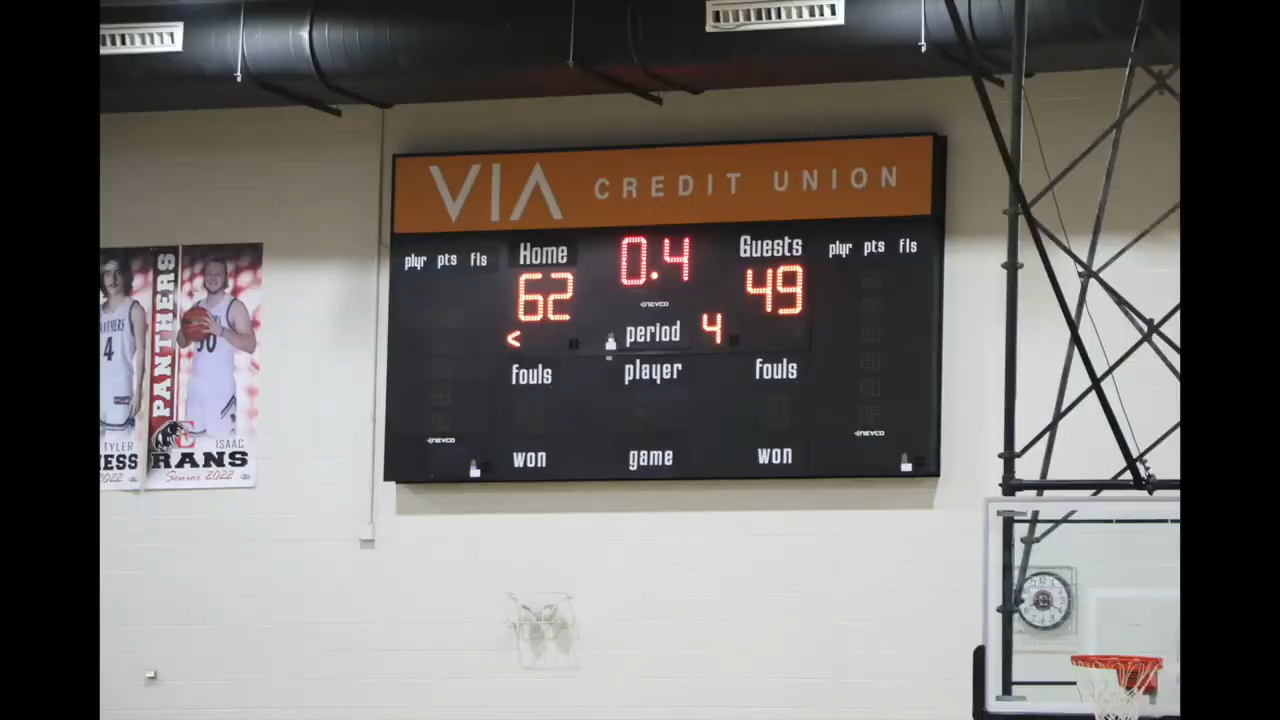 VIA CREDIT UNION
plyr pts fls
Home
0.4
Guests
plyr pts fls
62
49
NEVCO
<
period
4
fouls
player
fouls
NEVCO
NEVCO
won
game
won
PANTHERS
PANTHERS
4
30
TYLER
ESS
2022
ISAAC
RANS
Senior 2022